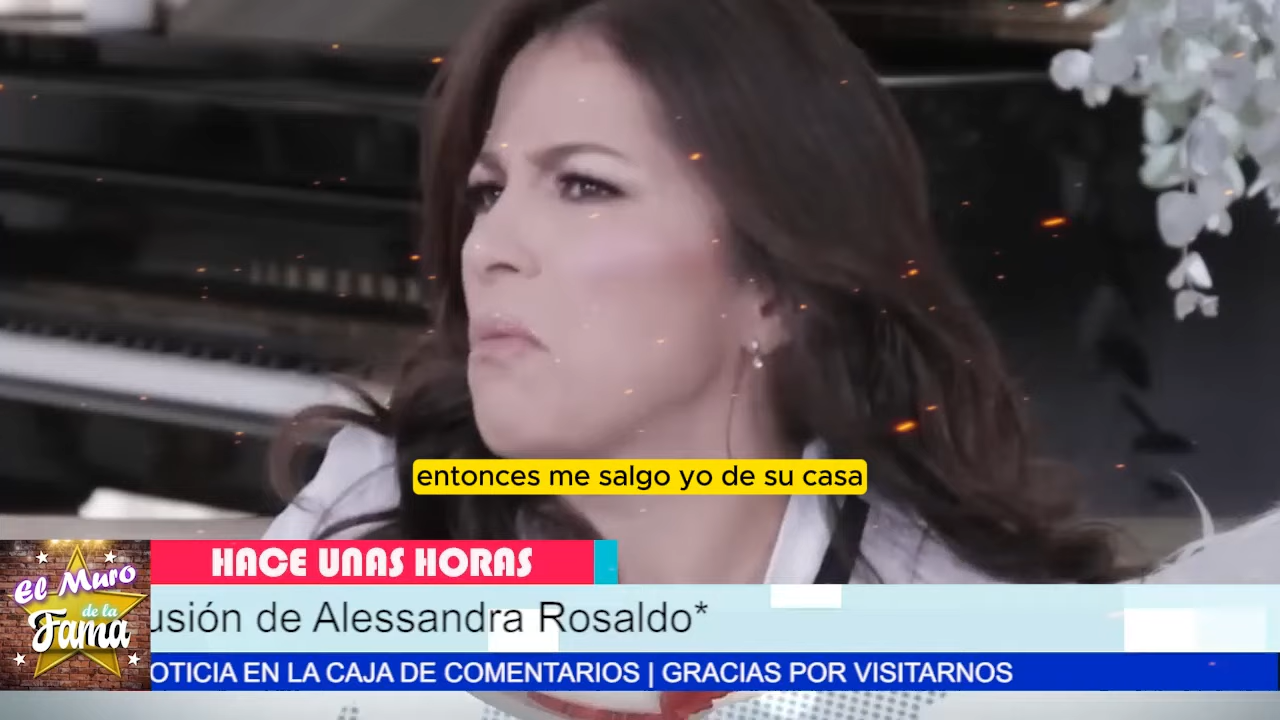 entonces me salgo yo de su casa
HACE UNAS HORAS
El Muro
de la
Fama
usión de Alessandra Rosaldo*
OTICIA EN LA CAJA DE COMENTARIOS | GRACIAS POR VISITARNOS